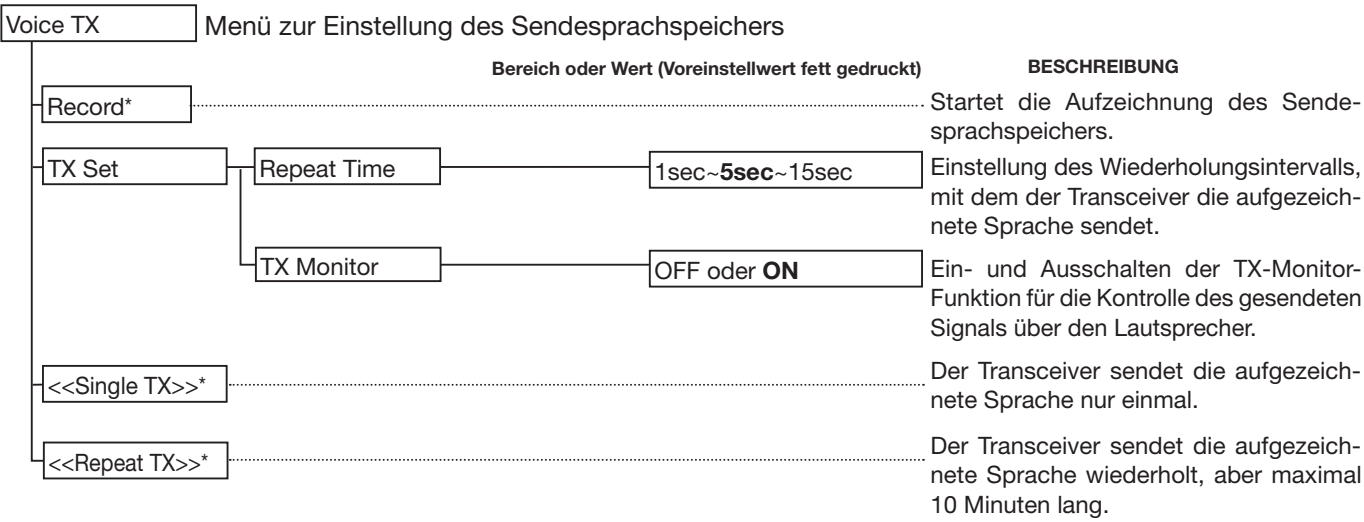 Voice TX Menü zur Einstellung des Sendesprachspeichers
Bereich oder Wert (Voreinstellwert fett gedruckt) BESCHREIBUNG
Record* Startet die Aufzeichnung des Sende-
sprachspeichers.
TX Set Repeat Time 1sec~5sec~15sec Einstellung des Wiederholungsintervalls,
mit dem der Transceiver die aufgezeich-
nete Sprache sendet.
TX Monitor OFF oder ON Ein- und Ausschalten der TX-Monitor-
Funktion für die Kontrolle des gesendeten
Signals über den Lautsprecher.
<<Single TX>>* Der Transceiver sendet die aufgezeich-
nete Sprache nur einmal.
<<Repeat TX>>* Der Transceiver sendet die aufgezeich-
nete Sprache wiederholt, aber maximal
10 Minuten lang.